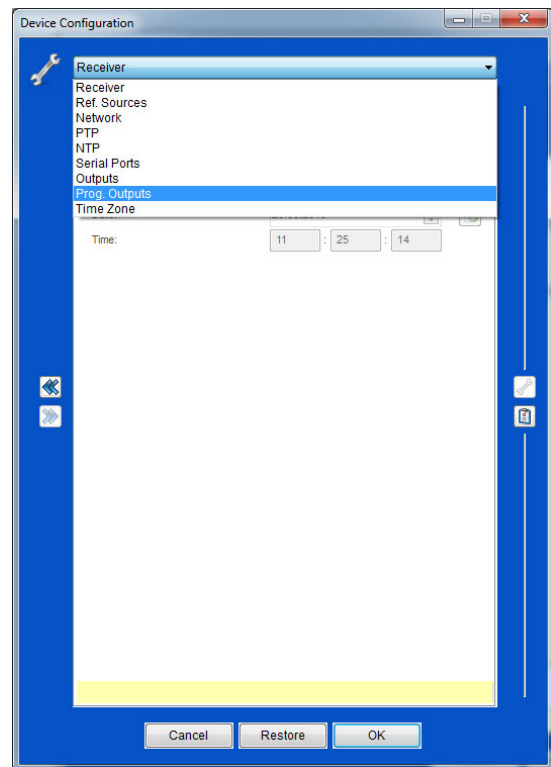 Device Configuration
Receiver
Receiver
Ref. Sources
Network
PTP
NTP
Serial Ports
Outputs
Prog. Outputs
Time Zone
Time: 11 : 25 : 14
Cancel Restore OK